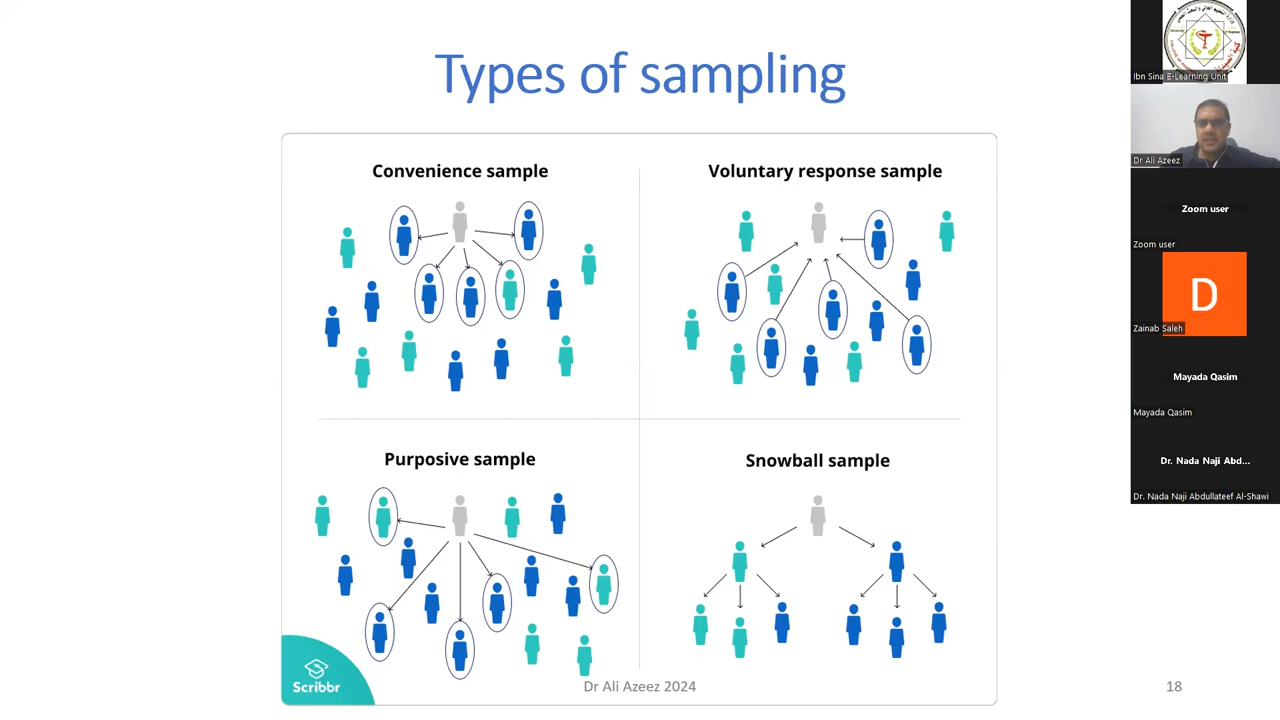 Types of sampling
Convenience sample
Voluntary response sample
Purposive sample
Snowball sample
Scribbr
Dr Ali Azeez 2024
18
Ibn Sina E-Learning Unit
Dr Ali Azeez
Zoom user
Zoom user
D
Zainab Saleh
Mayada Qasim
Mayada Qasim
Dr. Nada Naji Abd...
Dr. Nada Naji Abdullateef Al-Shawi